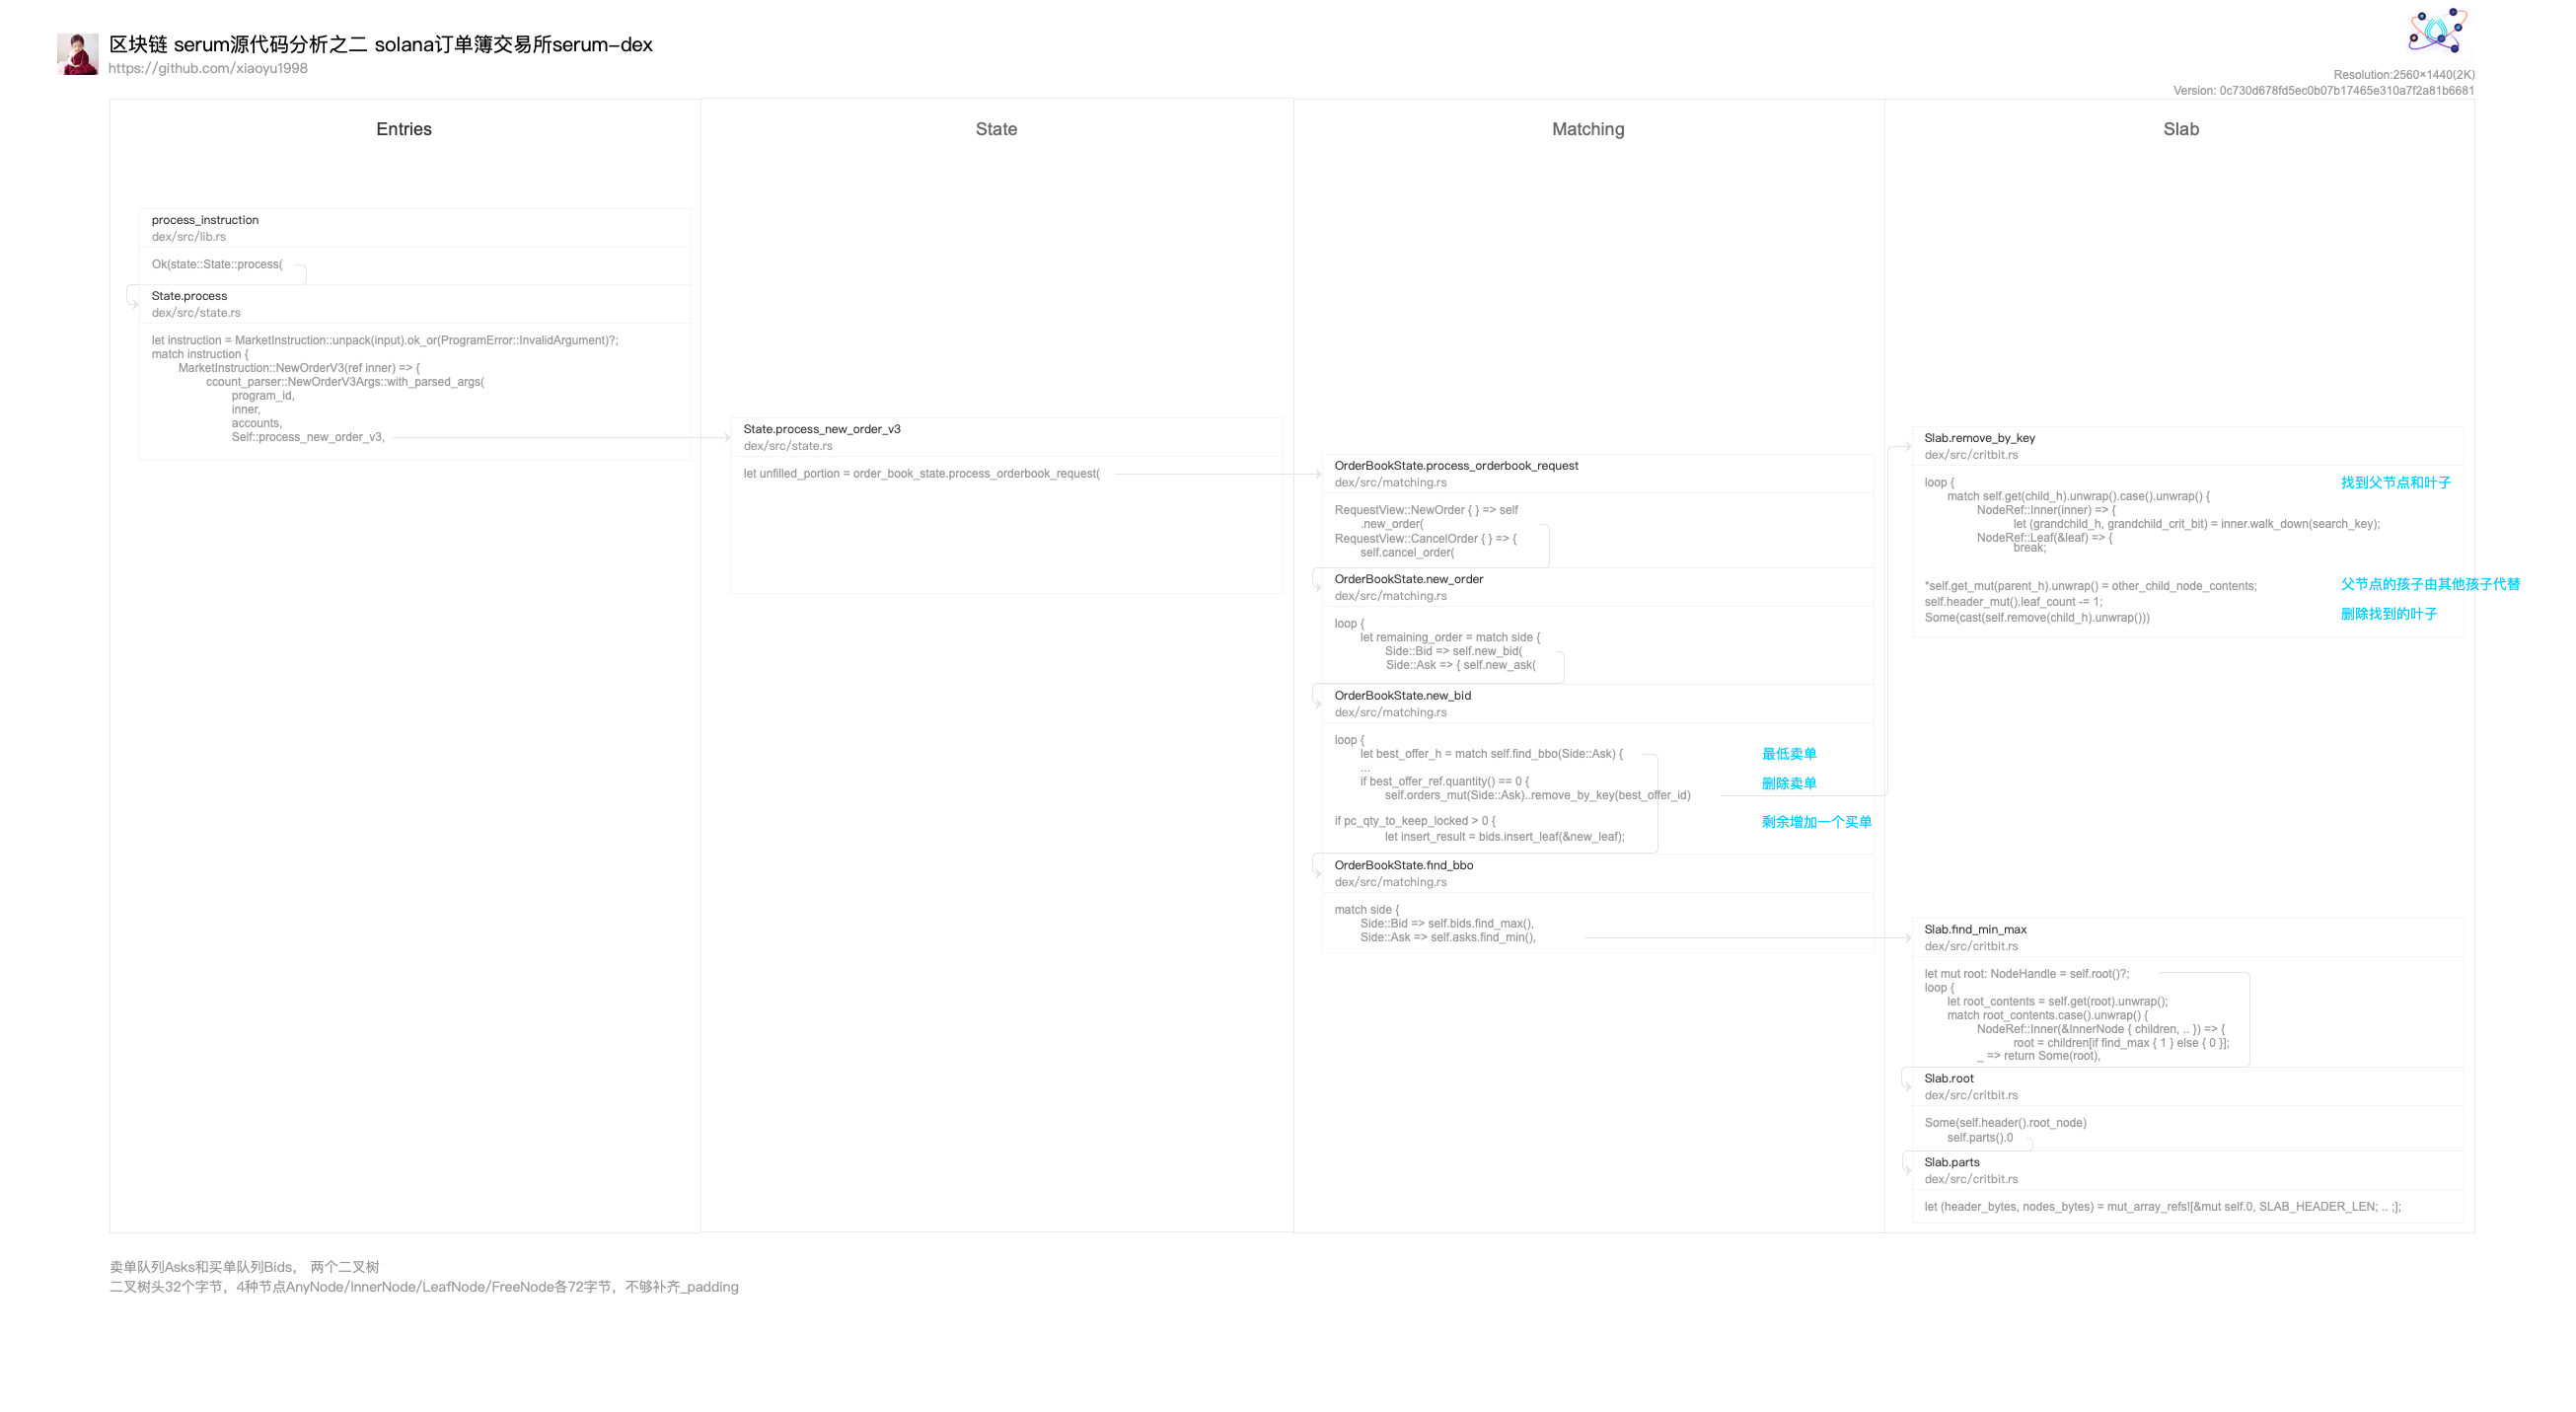 区块链 serum源代码分析之二 solana订单簿交易所serum-dex
https://github.com/xiaoyu1998
Resolution:2560×1440(2K)
Version: 0c730d678fd5ec0b07b17465e310a7f2a81b6681
Entries
process_instruction
dex/src/lib.rs
Ok(state::State::process(
State.process
dex/src/state.rs
let instruction = MarketInstruction::unpack(input).ok_or(ProgramError::InvalidArgument)?;
match instruction {
MarketInstruction::NewOrderV3(ref inner) => {
ccount_parser::NewOrderV3Args::with_parsed_args(
program_id,
inner,
accounts,
Self::process_new_order_v3,
State
State.process_new_order_v3
dex/src/state.rs
let unfilled_portion = order_book_state.process_orderbook_request(
Matching
OrderBookState.process_orderbook_request
dex/src/matching.rs
RequestView::NewOrder { } => self
.new_order(
RequestView::CancelOrder { } => {
self.cancel_order(
OrderBookState.new_order
dex/src/matching.rs
loop {
let remaining_order = match side {
Side::Bid => self.new_bid(
Side::Ask => { self.new_ask(
OrderBookState.new_bid
dex/src/matching.rs
loop {
let best_offer_h = match self.find_bbo(Side::Ask) {
最低卖单
...
if best_offer_ref.quantity() == 0 {
删除卖单
self.orders_mut(Side::Ask)..remove_by_key(best_offer_id)
if pc_qty_to_keep_locked > 0 {
剩余增加一个买单
let insert_result = bids.insert_leaf(&new_leaf);
OrderBookState.find_bbo
dex/src/matching.rs
match side {
Side::Bid => self.bids.find_max(),
Side::Ask => self.asks.find_min(),
Slab
Slab.remove_by_key
dex/src/critbit.rs
loop {
找到父节点和叶子
match self.get(child_h).unwrap().case().unwrap() {
NodeRef::Inner(inner) => {
let (grandchild_h, grandchild_crit_bit) = inner.walk_down(search_key);
NodeRef::Leaf(&leaf) => {
break;
*self.get_mut(parent_h).unwrap() = other_child_node_contents;
父节点的孩子由其他孩子代替
self.header_mut().leaf_count -= 1;
删除找到的叶子
Some(cast(self.remove(child_h).unwrap()))
Slab.find_min_max
dex/src/critbit.rs
let mut root: NodeHandle = self.root()?;
loop {
let root_contents = self.get(root).unwrap();
match root_contents.case().unwrap() {
NodeRef::Inner(&InnerNode { children, .. }) => {
root = children[if find_max { 1 } else { 0 }];
_ => return Some(root),
Slab.root
dex/src/critbit.rs
Some(self.header().root_node)
self.parts().0
Slab.parts
dex/src/critbit.rs
let (header_bytes, nodes_bytes) = mut_array_refs![&mut self.0, SLAB_HEADER_LEN; .. ;];
卖单队列Asks和买单队列Bids， 两个二叉树
二叉树头32个字节，4种节点AnyNode/InnerNode/LeafNode/FreeNode各72字节，不够补齐_padding